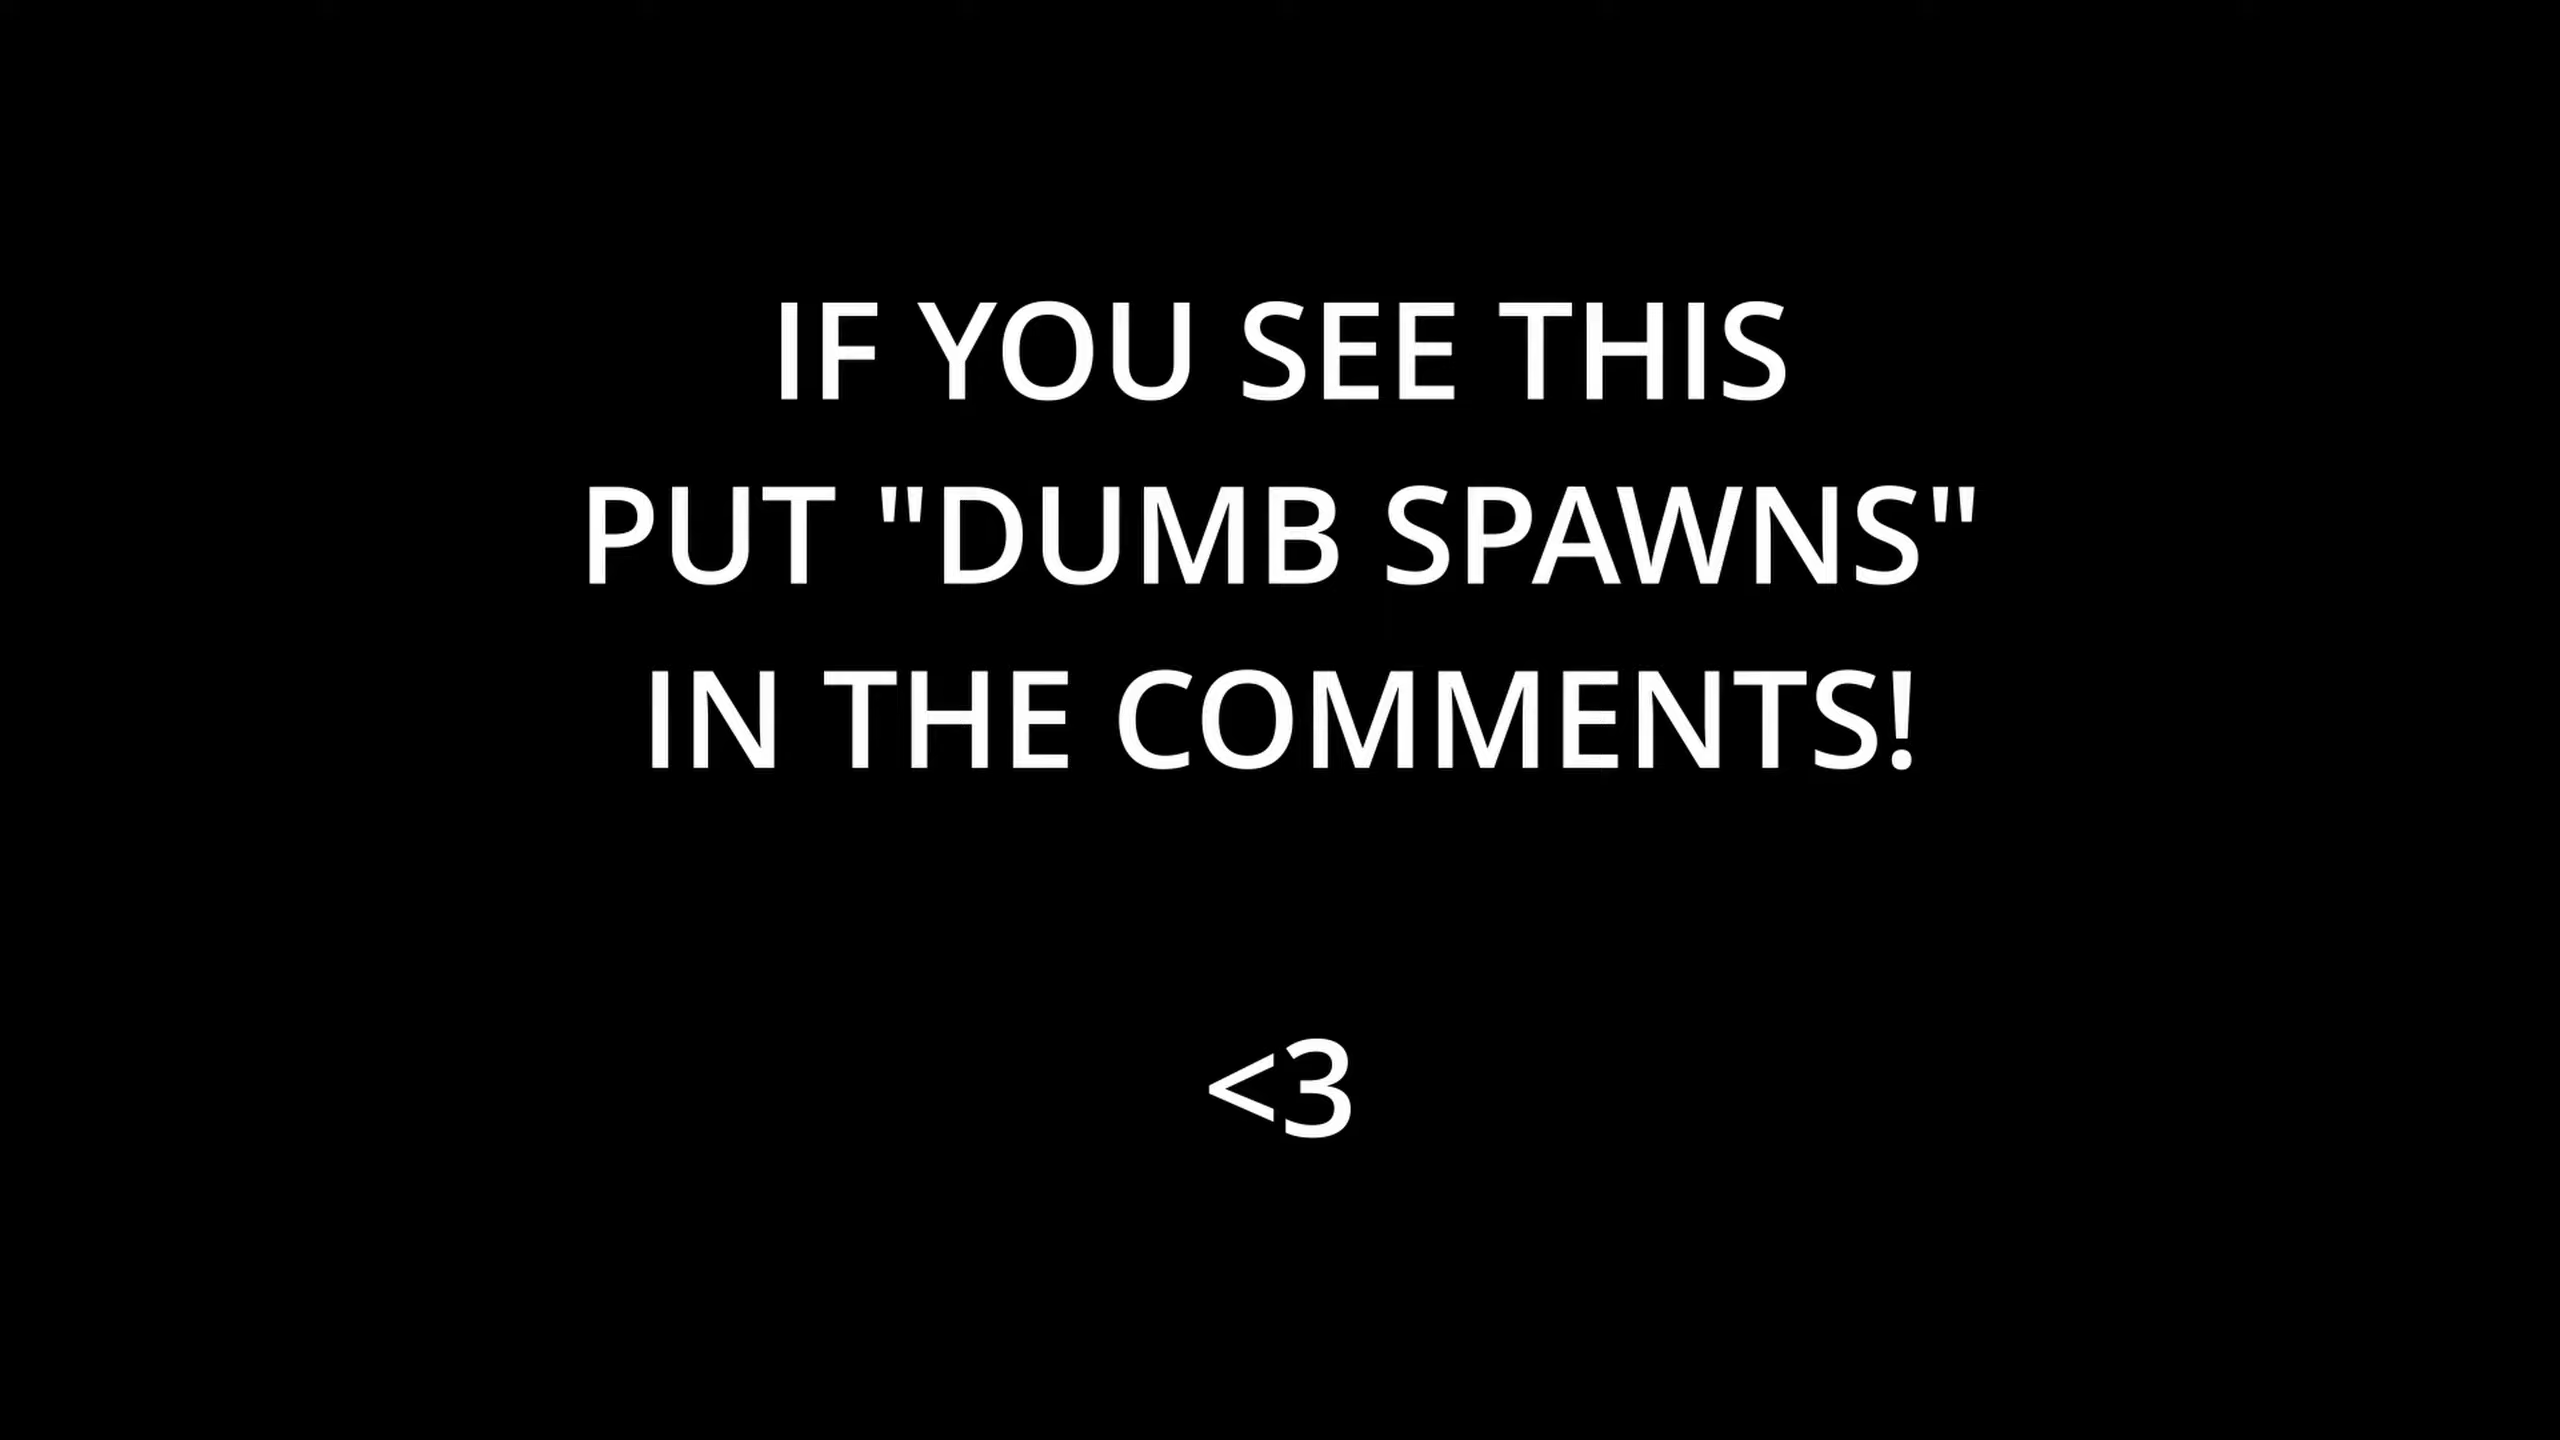 IF YOU SEE THIS
PUT "DUMB SPAWNS"
IN THE COMMENTS!
<3